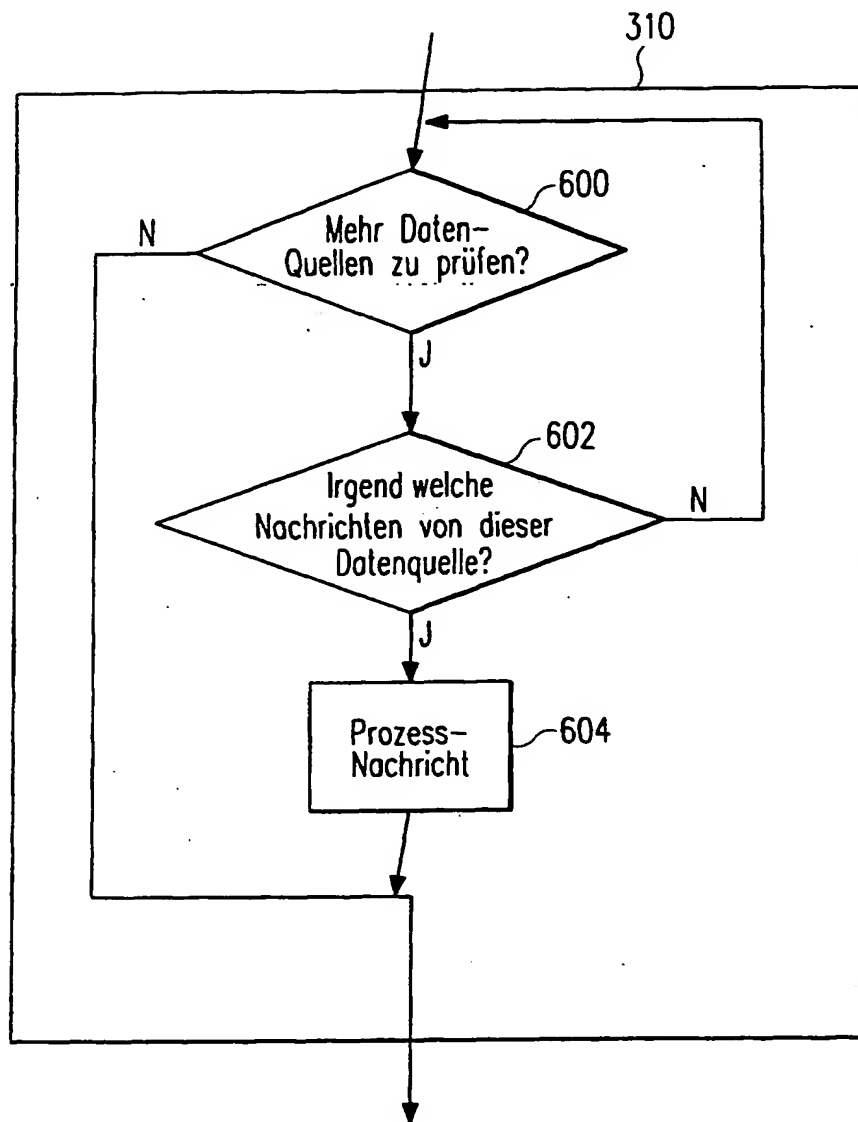 310
600
N
Mehr Daten-
Quellen zu prüfen?
J
602
Irgend welche
Nachrichten von dieser
Datenquelle?
N
J
Prozess-
Nachricht
604